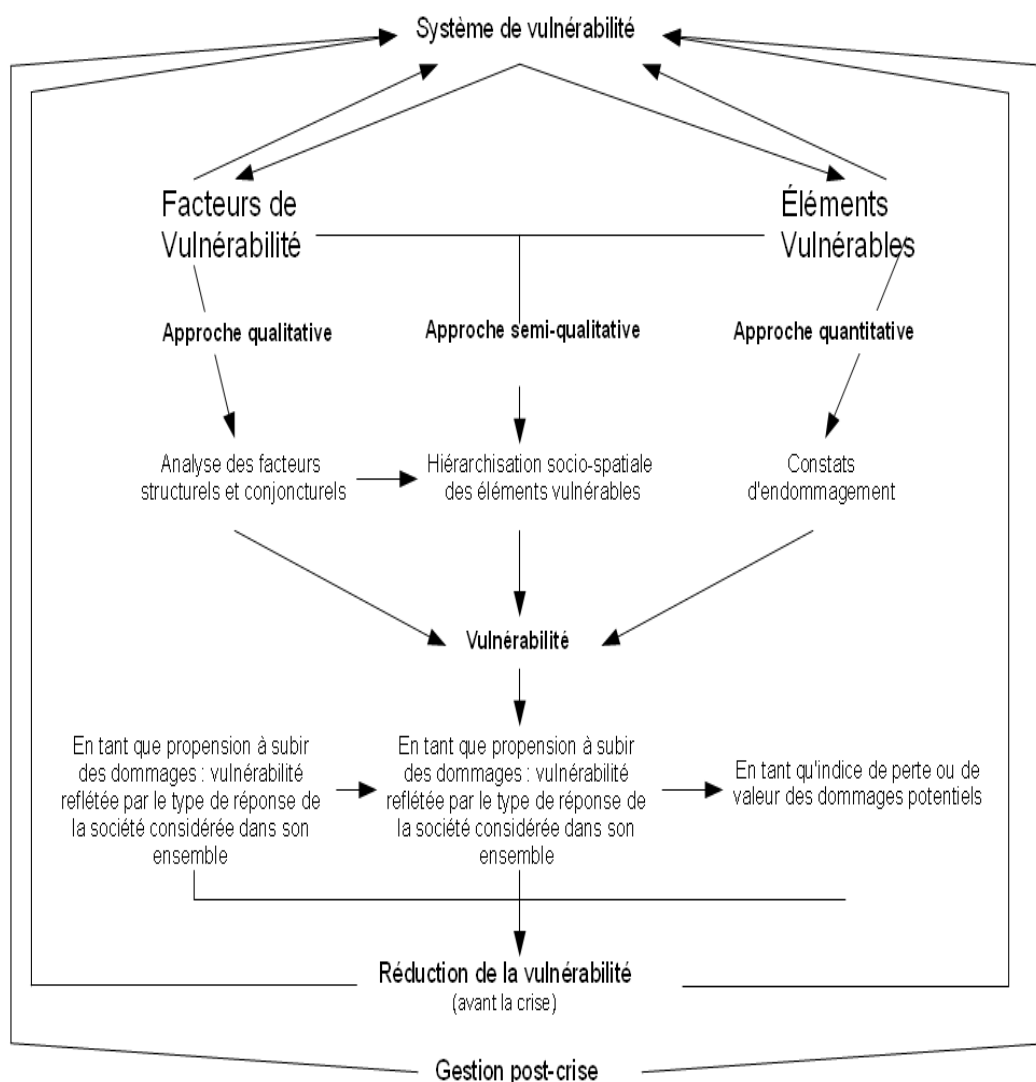 Système de vulnérabilité
Facteurs de
Vulnérabilité
Éléments
Vulnérables
Approche qualitative
Approche semi-qualitative
Approche quantitative
Analyse des facteurs
structurels et conjoncturels
Hiérarchisation socio-spatiale
des éléments vulnérables
Constats
d'endommagement
Vulnérabilité
En tant que propension à subir
des dommages : vulnérabilité
reflétée par le type de réponse de
la société considérée dans son
ensemble
En tant que propension à subir
des dommages : vulnérabilité
reflétée par le type de réponse de
la société considérée dans son
ensemble
En tant qu'indice de perte ou de
valeur des dommages potentiels
Réduction de la vulnérabilité
(avant la crise)
Gestion post-crise